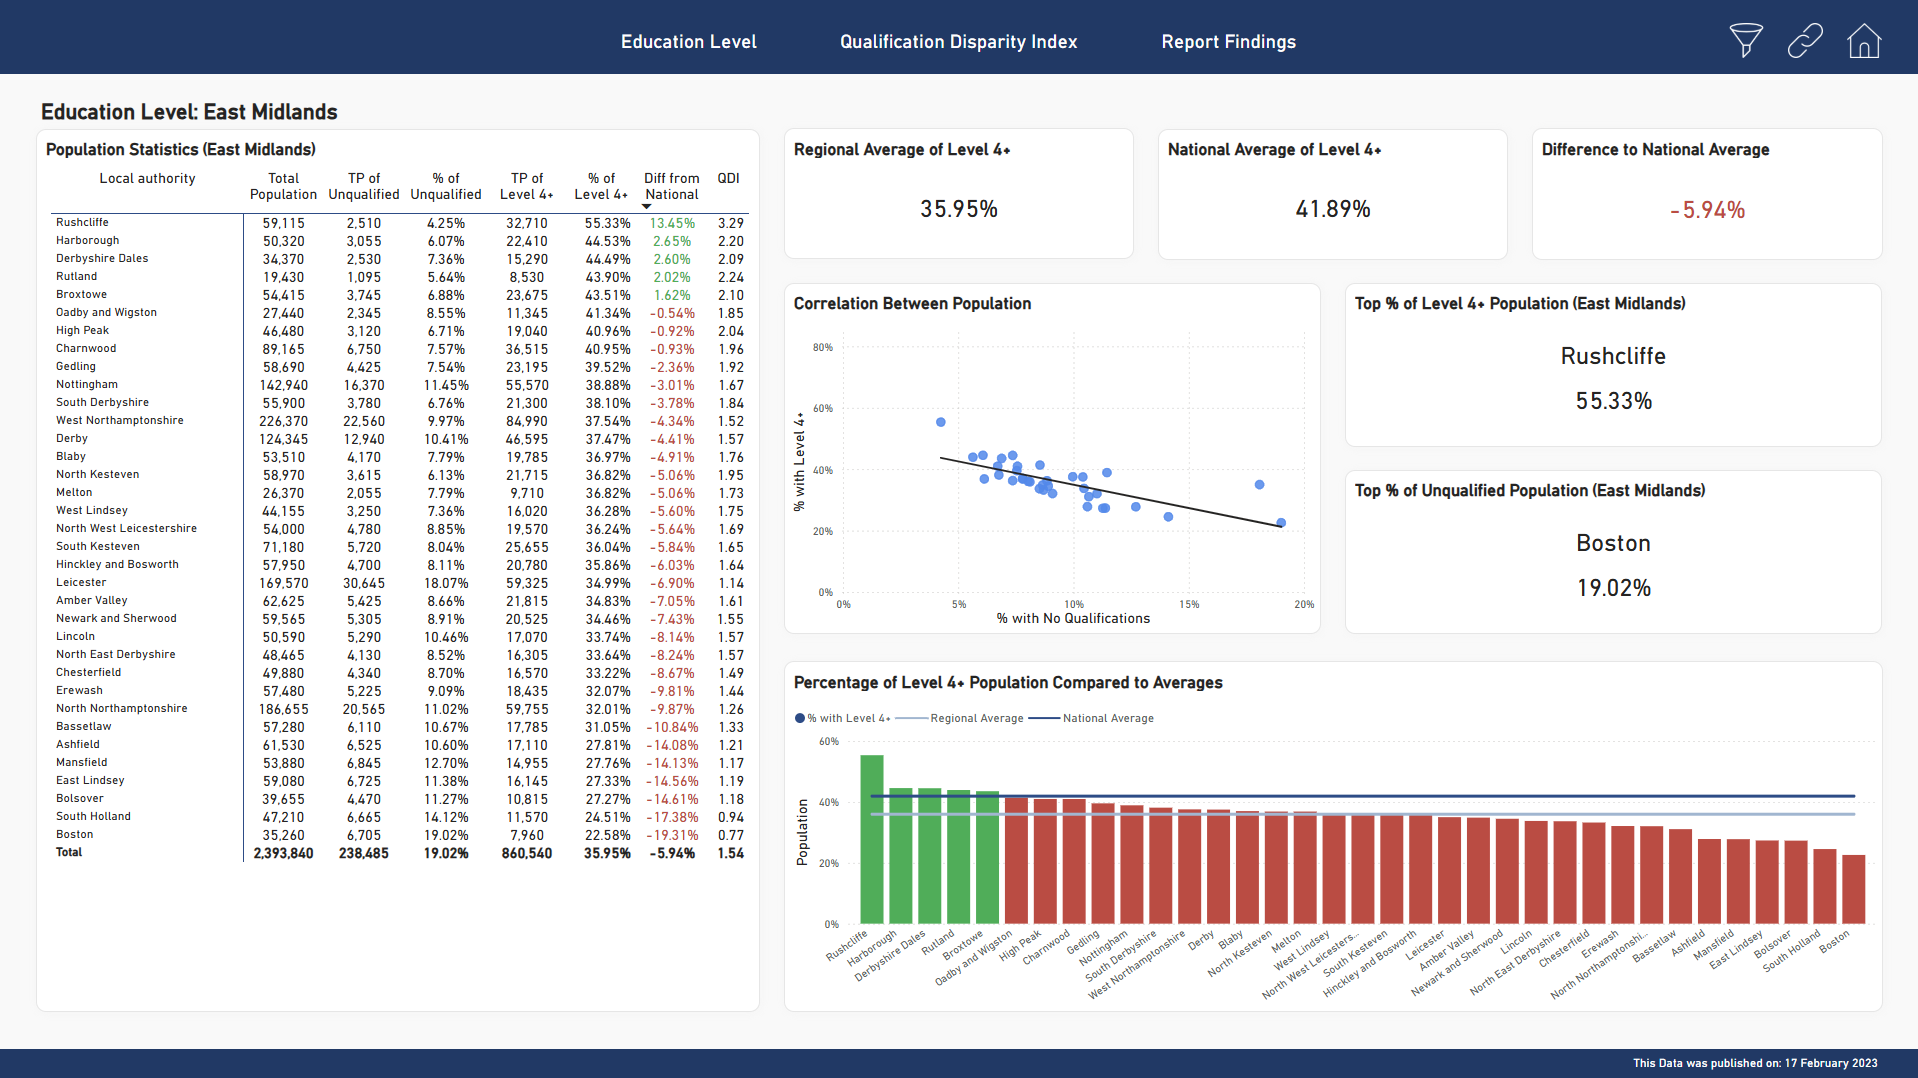 Education Level
Qualification Disparity Index
Report Findings
Education Level: East Midlands
Population Statistics (East Midlands)
Local authority Total Population TP of Unqualified % of Unqualified TP of Level 4+ % of Level 4+ Diff from National QDI
Rushcliffe 59,115 2,510 4.25% 32,710 55.33% 13.45% 3.29
Harborough 50,320 3,055 6.07% 22,410 44.53% 2.65% 2.20
Derbyshire Dales 34,370 2,530 7.36% 15,290 44.49% 2.60% 2.09
Rutland 19,430 1,095 5.64% 8,530 43.90% 2.02% 2.24
Broxtowe 54,415 3,745 6.88% 23,675 43.51% 1.62% 2.10
Oadby and Wigston 27,440 2,345 8.55% 11,345 41.34% -0.54% 1.85
High Peak 46,480 3,120 6.71% 19,040 40.96% -0.92% 2.04
Charnwood 89,165 6,750 7.57% 36,515 40.95% -0.93% 1.96
Gedling 58,690 4,425 7.54% 23,195 39.52% -2.36% 1.92
Nottingham 142,940 16,370 11.45% 55,570 38.88% -3.01% 1.67
South Derbyshire 55,900 3,780 6.76% 21,300 38.10% -3.78% 1.84
West Northamptonshire 226,370 22,560 9.97% 84,990 37.54% -4.34% 1.52
Derby 124,345 12,940 10.41% 46,595 37.47% -4.41% 1.57
Blaby 53,510 4,170 7.79% 19,785 36.97% -4.91% 1.76
North Kesteven 58,970 3,615 6.13% 21,715 36.82% -5.06% 1.95
Melton 26,370 2,055 7.79% 9,710 36.82% -5.06% 1.73
West Lindsey 44,155 3,250 7.36% 16,020 36.28% -5.60% 1.75
North West Leicestershire 54,000 4,780 8.85% 19,570 36.24% -5.64% 1.69
South Kesteven 71,180 5,720 8.04% 25,655 36.04% -5.84% 1.65
Hinckley and Bosworth 57,950 4,700 8.11% 20,780 35.86% -6.03% 1.64
Leicester 169,570 30,645 18.07% 59,325 34.99% -6.90% 1.14
Amber Valley 62,625 5,425 8.66% 21,815 34.83% -7.05% 1.61
Newark and Sherwood 59,565 5,305 8.91% 20,525 34.46% -7.43% 1.55
Lincoln 50,590 5,290 10.46% 17,070 33.74% -8.14% 1.57
North East Derbyshire 48,465 4,130 8.52% 16,305 33.64% -8.24% 1.57
Chesterfield 49,880 4,340 8.70% 16,570 33.22% -8.67% 1.49
Erewash 57,480 5,225 9.09% 18,435 32.07% -9.81% 1.44
North Northamptonshire 186,655 20,565 11.02% 59,755 32.01% -9.87% 1.26
Bassetlaw 57,280 6,110 10.67% 17,785 31.05% -10.84% 1.33
Ashfield 61,530 6,525 10.60% 17,110 27.81% -14.08% 1.21
Mansfield 53,880 6,845 12.70% 14,955 27.76% -14.13% 1.17
East Lindsey 59,080 6,725 11.38% 16,145 27.33% -14.56% 1.19
Bolsover 39,655 4,470 11.27% 10,815 27.27% -14.61% 1.18
South Holland 47,210 6,665 14.12% 11,570 24.51% -17.38% 0.94
Boston 35,260 6,705 19.02% 7,960 22.58% -19.31% 0.77
Total 2,393,840 238,485 19.02% 860,540 35.95% -5.94% 1.54
Regional Average of Level 4+
35.95%
National Average of Level 4+
41.89%
Difference to National Average
-5.94%
Correlation Between Population
% with Level 4+
80%
60%
40%
20%
0%
0% 5% 10% 15% 20%
% with No Qualifications
Top % of Level 4+ Population (East Midlands)
Rushcliffe
55.33%
Top % of Unqualified Population (East Midlands)
Boston
19.02%
Percentage of Level 4+ Population Compared to Averages
% with Level 4+ Regional Average National Average
Population
60%
40%
20%
0%
Rushcliffe
Harborough
Derbyshire Dales
Rutland
Broxtowe
Oadby and Wigston
High Peak
Charnwood
Gedling
Nottingham
South Derbyshire
West Northamptonshire
Derby
Blaby
North Kesteven
Melton
West Lindsey
North West Leicesters...
South Kesteven
Hinckley and Bosworth
Leicester
Amber Valley
Newark and Sherwood
Lincoln
North East Derbyshire
Chesterfield
Erewash
North Northamptonshi...
Bassetlaw
Ashfield
Mansfield
East Lindsey
Bolsover
South Holland
Boston
This Data was published on: 17 February 2023